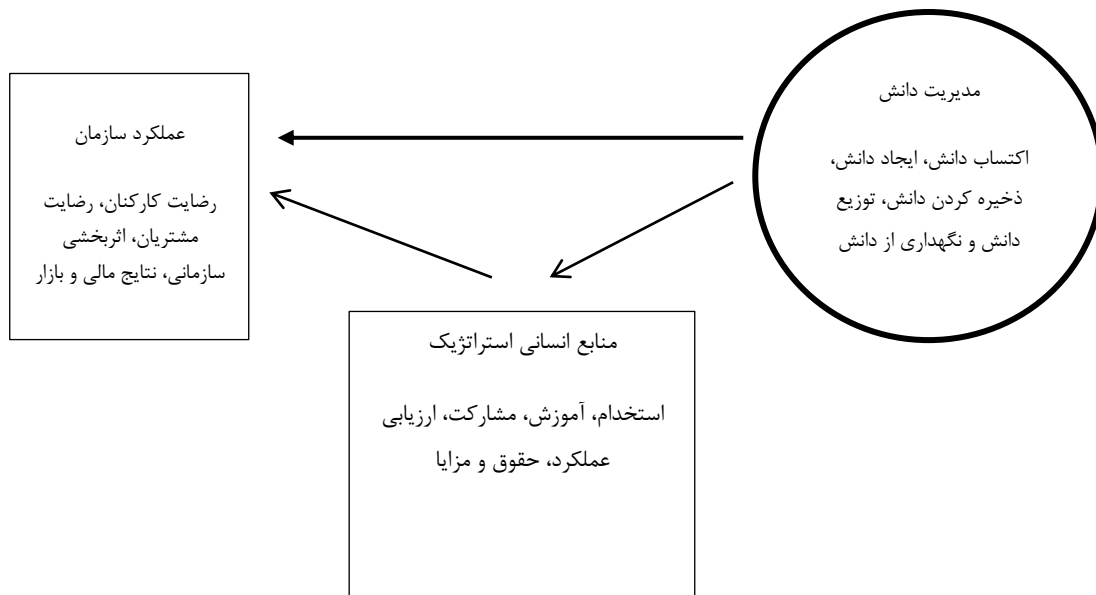 مدیریت دانش
اکتساب دانش، ایجاد دانش،
ذخیره کردن دانش، توزیع
دانش و نگهداری از دانش
عملکرد سازمان
رضایت کارکنان، رضایت
مشتریان، اثربخشی
سازمانی، نتایج مالی و بازار
منابع انسانی استراتژیک
استخدام، آموزش، مشارکت، ارزیابی
عملکرد، حقوق و مزایا